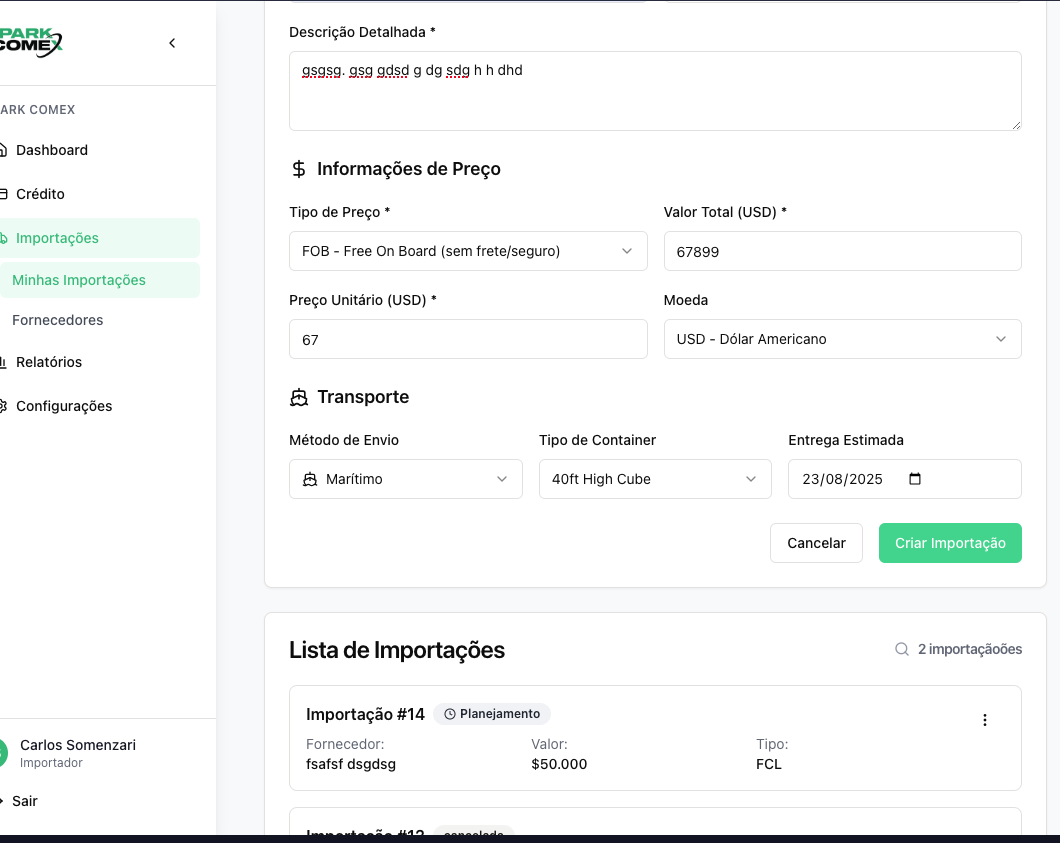 PARK
COMEX
ARK COMEX
Dashboard
Crédito
Importações
Minhas Importações
Fornecedores
Relatórios
Configurações
Carlos Somenzari
Importador
Sair
Descrição Detalhada *
gsgsg. gsg gdsd g dg sdg h h dhd
Informações de Preço
Tipo de Preço *
Valor Total (USD) *
FOB - Free On Board (sem frete/seguro)
67899
Preço Unitário (USD) *
Moeda
67
USD - Dólar Americano
Transporte
Método de Envio
Tipo de Container
Entrega Estimada
Marítimo
40ft High Cube
23/08/2025
Cancelar
Criar Importação
Lista de Importações
2 importaçãoões
Importação #14
Planejamento
Fornecedor:
Valor:
Tipo:
fsafsf dsgdsg
$50.000
FCL